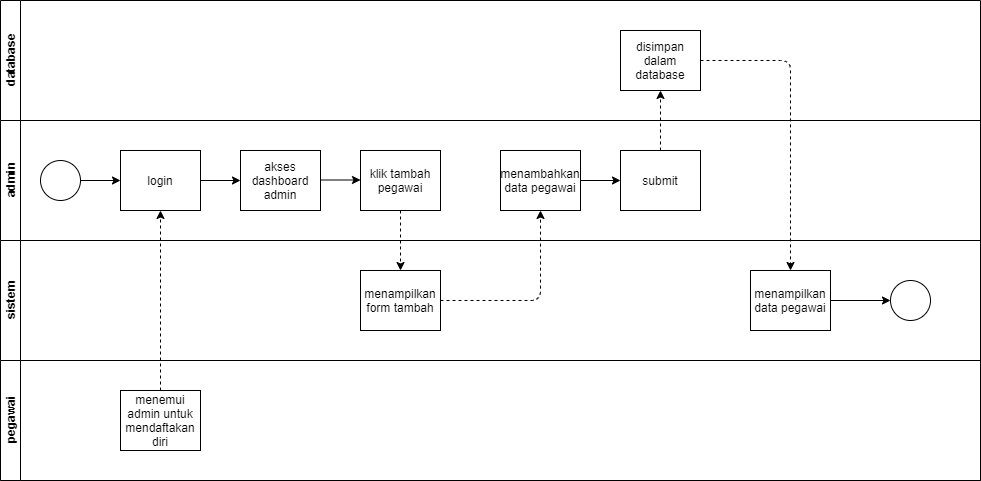 database
disimpan
dalam
database
admin
login
akses
dashboard
admin
klik tambah
pegawai
menambahkan
data pegawai
submit
sistem
menampilkan
form tambah
menampilkan
data pegawai
pegawai
menemui
admin untuk
mendaftakan
diri